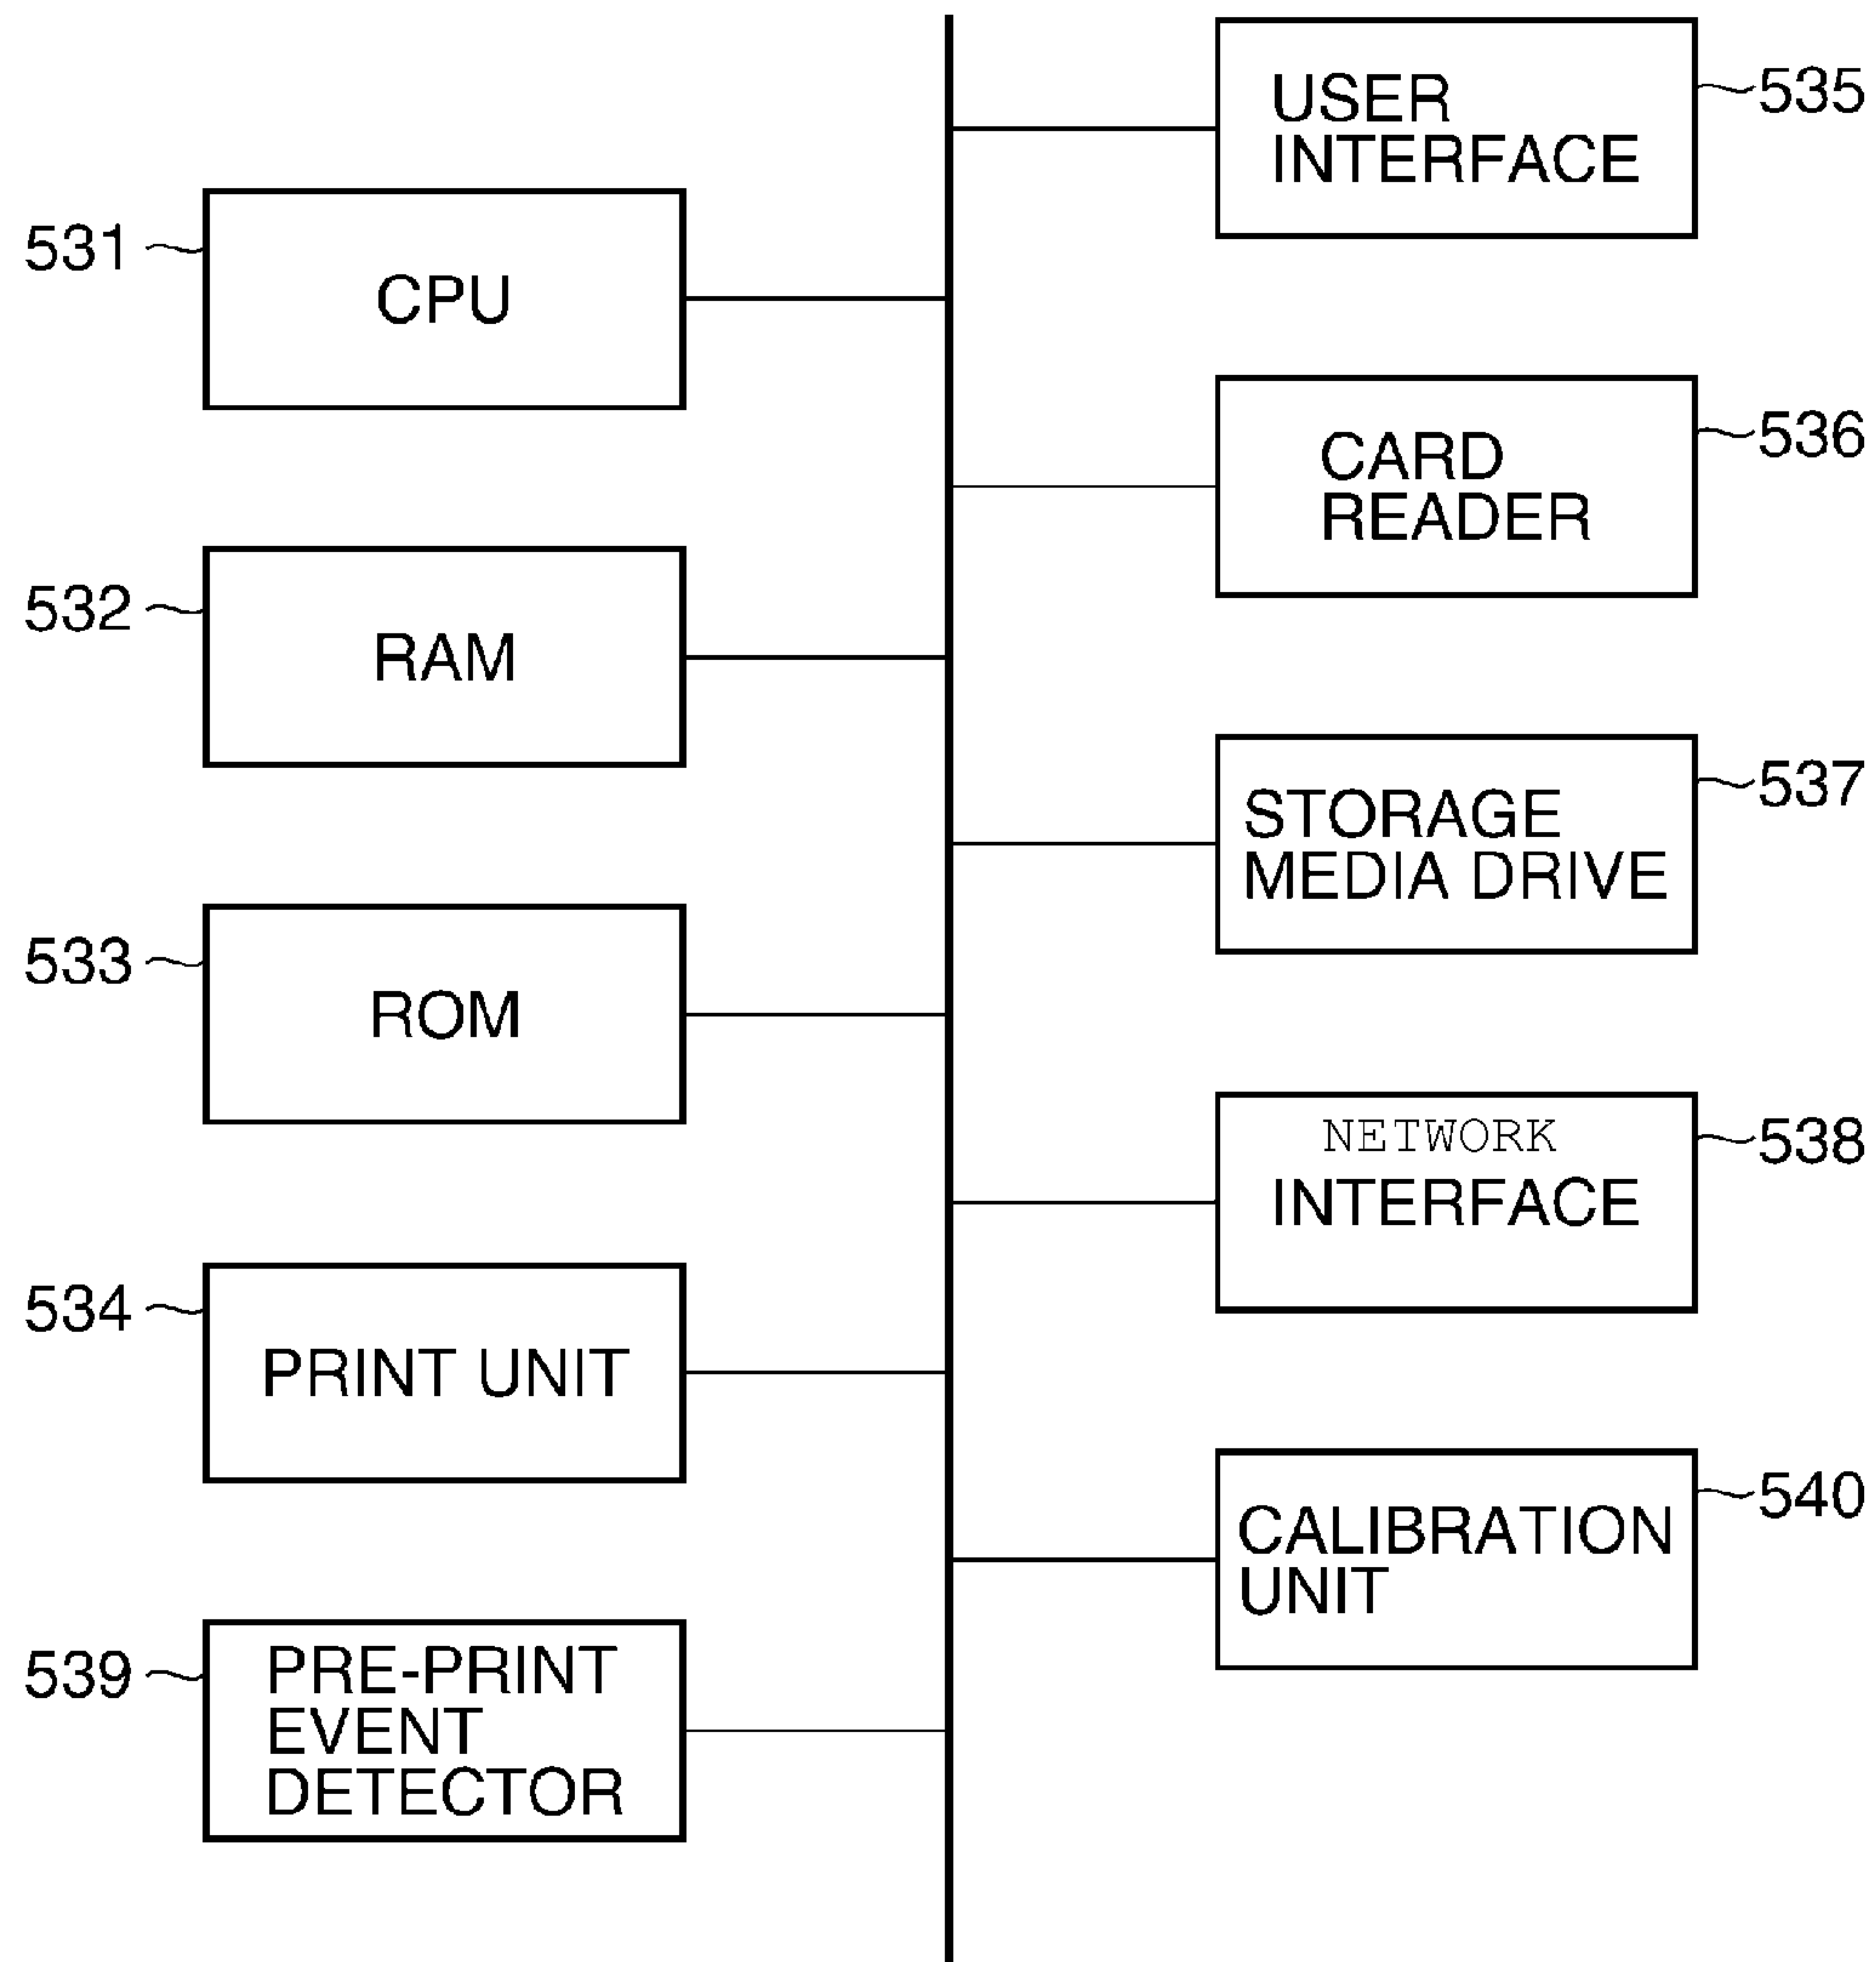 531
CPU
532
RAM
533
ROM
534
PRINT UNIT
539
PRE-PRINT
EVENT
DETECTOR
USER
INTERFACE
535
CARD
READER
536
STORAGE
MEDIA DRIVE
537
NETWORK
INTERFACE
538
CALIBRATION
UNIT
540